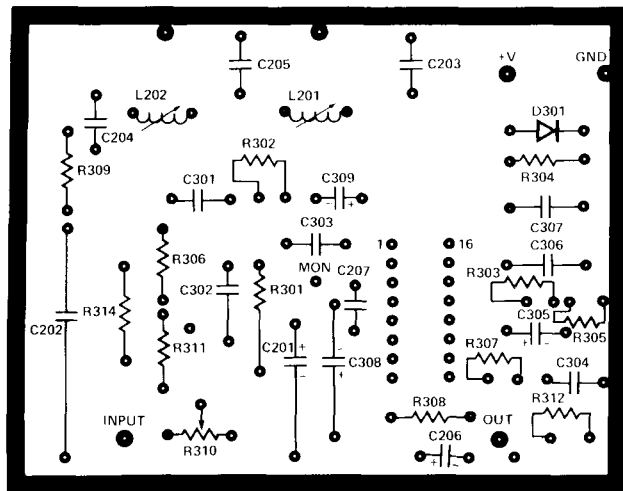 C205
C203
+V
GND
L202
L201
C204
D301
R309
R302
R304
C301
C309
C307
C303
1
16
C306
R306
MON
R303
C302
R301
C207
C202
R314
C305
R305
R311
C201
+
-
-
+
C308
R307
+
-
C304
-
+
R308
R312
INPUT
OUT
R310
C206
+
-